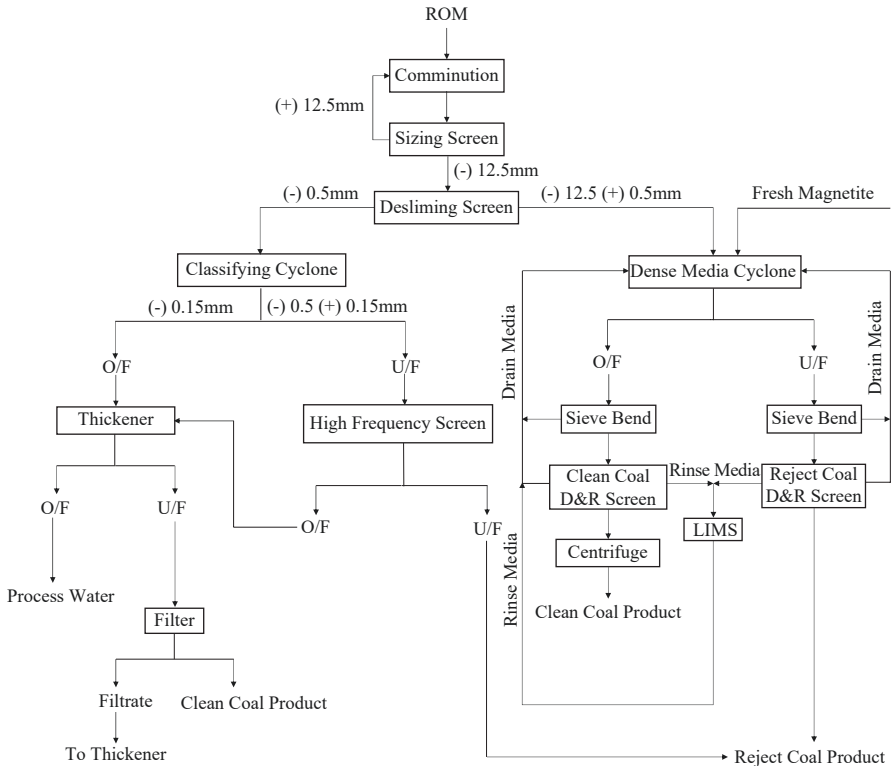 ROM
Comminution
(+) 12.5mm
Sizing Screen
(-) 12.5mm
(-) 0.5mm
Desliming Screen
(-) 12.5 (+) 0.5mm
Fresh Magnetite
Classifying Cyclone
Dense Media Cyclone
(-) 0.15mm
(-) 0.5 (+) 0.15mm
O/F
U/F
O/F
U/F
Drain Media
Drain Media
Thickener
High Frequency Screen
Sieve Bend
Sieve Bend
Clean Coal
D&R Screen
Rinse Media
Reject Coal
D&R Screen
O/F
U/F
O/F
U/F
LIMS
Centrifuge
Rinse Media
Process Water
Clean Coal Product
Filter
Filtrate
Clean Coal Product
To Thickener
Reject Coal Product